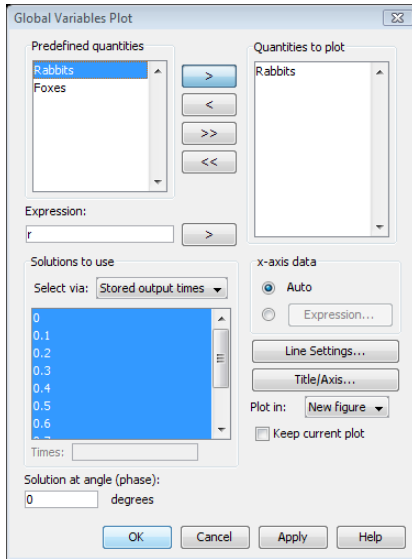 Global Variables Plot
Predefined quantities
Rabbits
Foxes
>
<
>>
<<
Quantities to plot
Rabbits
Expression:
r
>
Solutions to use
Select via: Stored output times
0
0.1
0.2
0.3
0.4
0.5
0.6
0.7
Times:
x-axis data
Auto
Expression...
Line Settings...
Title/Axis...
Plot in: New figure
Keep current plot
Solution at angle (phase):
0 degrees
OK Cancel Apply Help